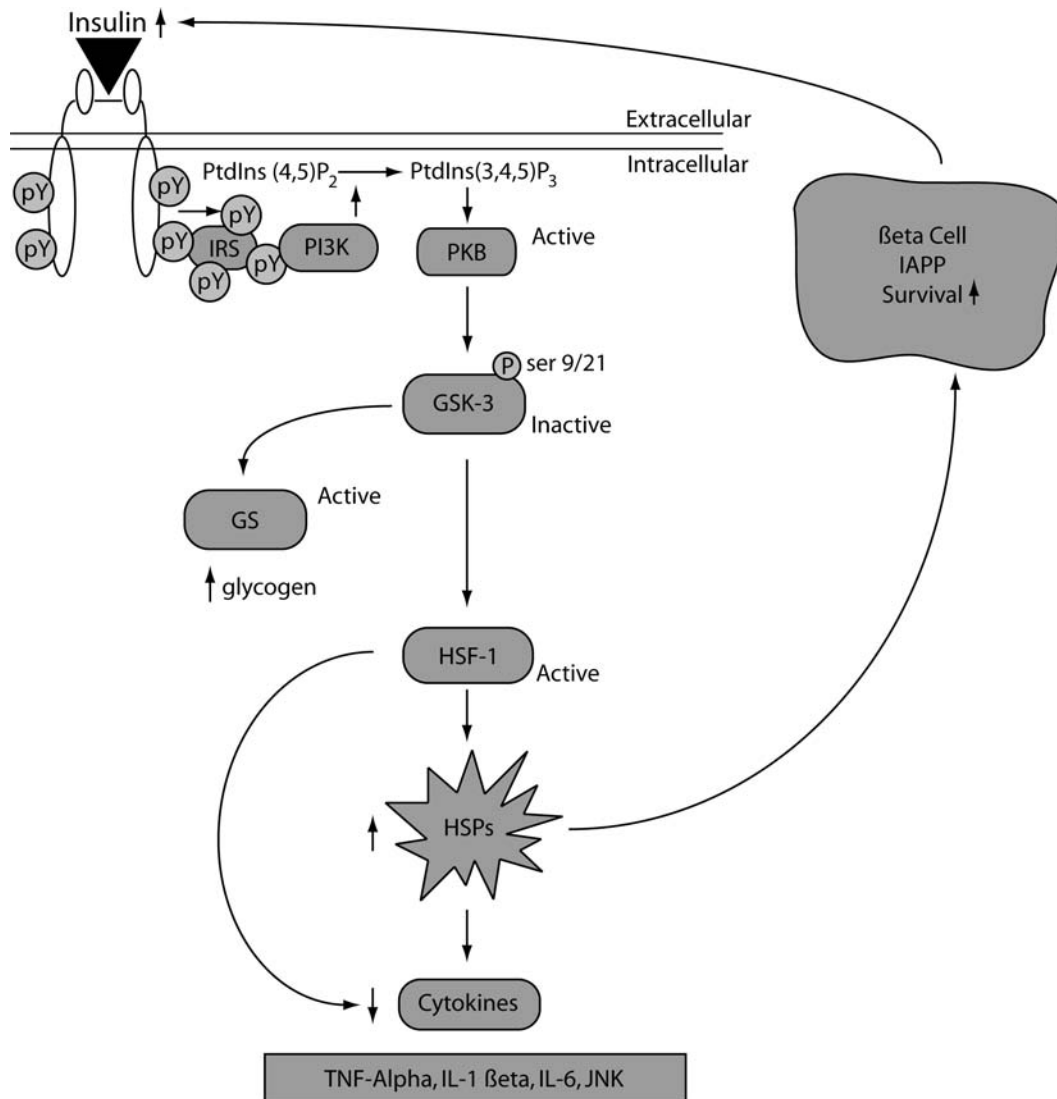 Insulin
Extracellular
Intracellular
PtdIns (4,5)P2
PtdIns(3,4,5)P3
pY
pY
pY
pY
pY
pY
pY
IRS
PI3K
PKB
Active
ßeta Cell
IAPP
Survival
P
ser 9/21
GSK-3
Inactive
GS
Active
glycogen
HSF-1
Active
HSPs
Cytokines
TNF-Alpha, IL-1 ßeta, IL-6, JNK